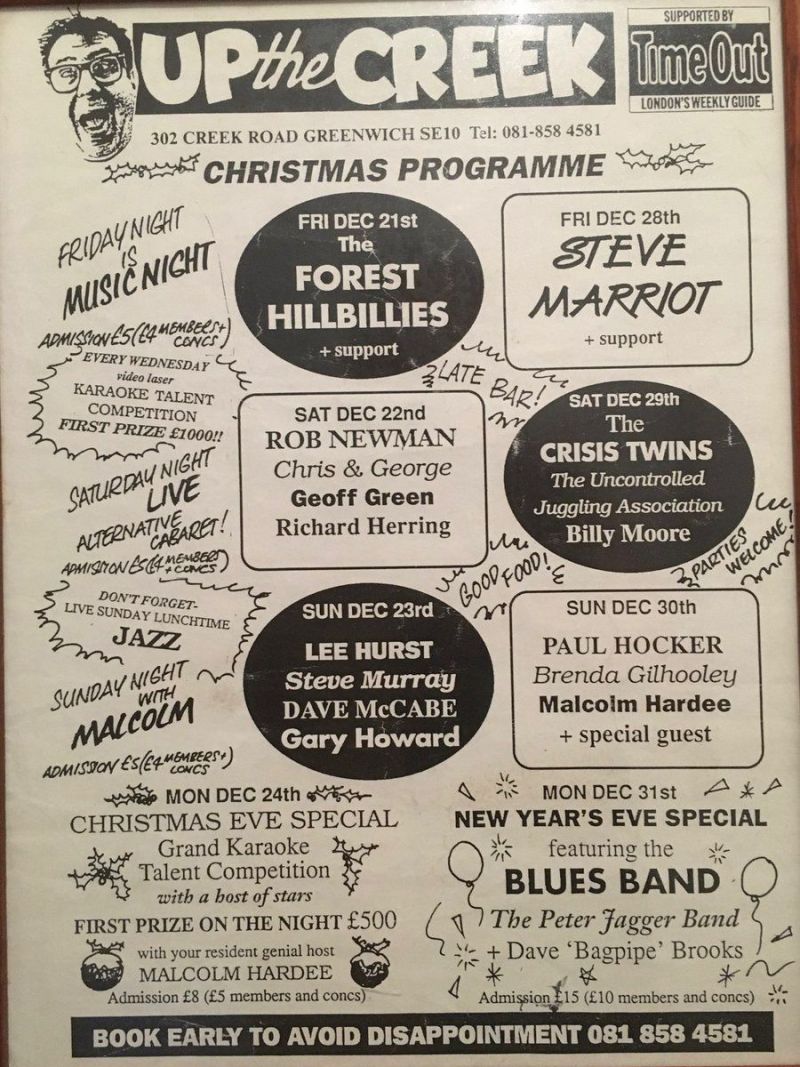 UP the CREEK
SUPPORTED BY
Time Out
LONDON'S WEEKLY GUIDE
302 CREEK ROAD GREENWICH SE10 Tel: 081-858 4581
CHRISTMAS PROGRAMME
FRIDAY NIGHT
IS
MUSIC NIGHT
ADMISSION £5 (£4 MEMBERS +
CONCS)
FRI DEC 21st
The
FOREST
HILLBILLIES
+ support
FRI DEC 28th
STEVE
MARRIOT
+ support
EVERY WEDNESDAY
video laser
KARAOKE TALENT
COMPETITION
FIRST PRIZE £1000!!
LATE BAR!
SATURDAY NIGHT
LIVE
ALTERNATIVE
CABARET!
ADMISSION £5 (£4 MEMBERS
+ CONCS)
SAT DEC 22nd
ROB NEWMAN
Chris & George
Geoff Green
Richard Herring
SAT DEC 29th
The
CRISIS TWINS
The Uncontrolled
Juggling Association
Billy Moore
GOOD FOOD!
PARTIES
WELCOME!
DON'T FORGET-
LIVE SUNDAY LUNCHTIME
JAZZ
SUNDAY NIGHT
WITH
MALCOLM
ADMISSION £5 (£4 MEMBERS +
CONCS)
SUN DEC 23rd
LEE HURST
Steve Murray
DAVE McCABE
Gary Howard
SUN DEC 30th
PAUL HOCKER
Brenda Gilhooley
Malcolm Hardee
+ special guest
MON DEC 24th
CHRISTMAS EVE SPECIAL
Grand Karaoke
Talent Competition
with a host of stars
FIRST PRIZE ON THE NIGHT £500
with your resident genial host
MALCOLM HARDEE
Admission £8 (£5 members and concs)
MON DEC 31st
NEW YEAR'S EVE SPECIAL
featuring the
BLUES BAND
The Peter Jagger Band
+ Dave 'Bagpipe' Brooks
Admission £15 (£10 members and concs)
BOOK EARLY TO AVOID DISAPPOINTMENT 081 858 4581